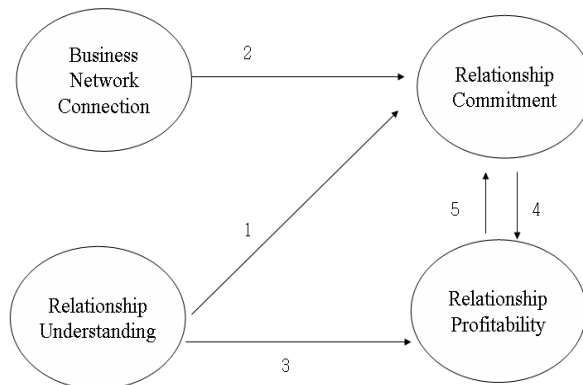 Business
Network
Connection
2
Relationship
Commitment
1
5
4
Relationship
Understanding
3
Relationship
Profitability